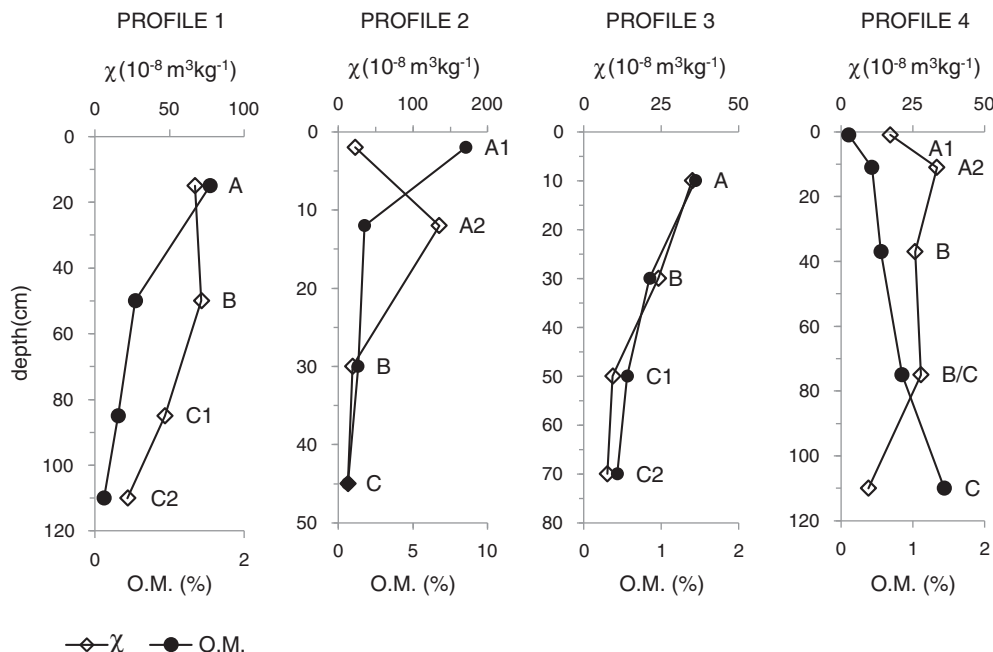 PROFILE 1
χ(10⁻⁸ m³kg⁻¹)
0 50 100
0
20
40
60
80
100
120
depth(cm)
A
B
C1
C2
0 1 2
O.M. (%)
PROFILE 2
χ(10⁻⁸ m³kg⁻¹)
0 100 200
0
10
20
30
40
50
A1
A2
B
C
0 5 10
O.M. (%)
PROFILE 3
χ(10⁻⁸ m³kg⁻¹)
0 25 50
0
10
20
30
40
50
60
70
80
A
B
C1
C2
0 1 2
O.M. (%)
PROFILE 4
χ(10⁻⁸ m³kg⁻¹)
0 25 50
0
20
40
60
80
100
120
A1
A2
B
B/C
C
0 1 2
O.M. (%)
χ O.M.